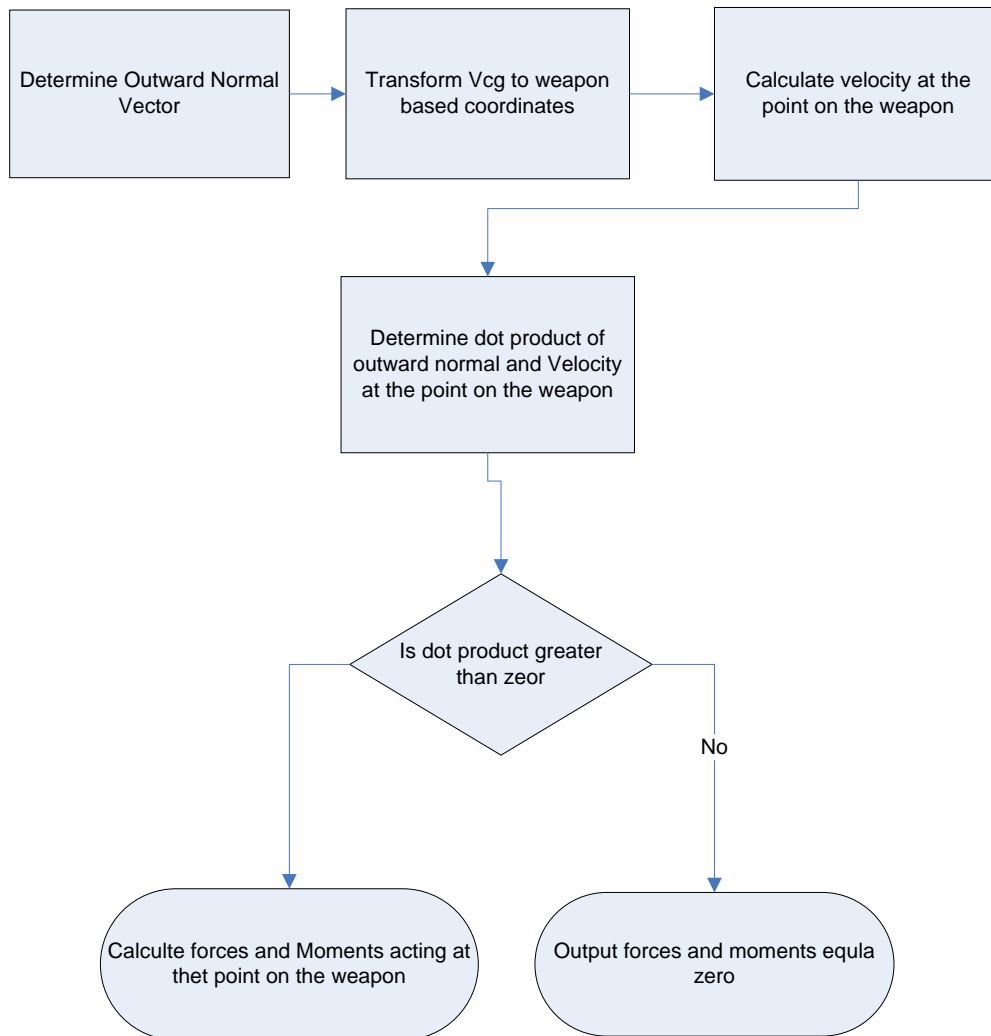 Determine Outward Normal
Vector
Transform Vcg to weapon
based coordinates
Calculate velocity at the
point on the weapon
Determine dot product of
outward normal and Velocity
at the point on the weapon
Is dot product greater
than zeor
No
Calculte forces and Moments acting at
thet point on the weapon
Output forces and moments equla
zero